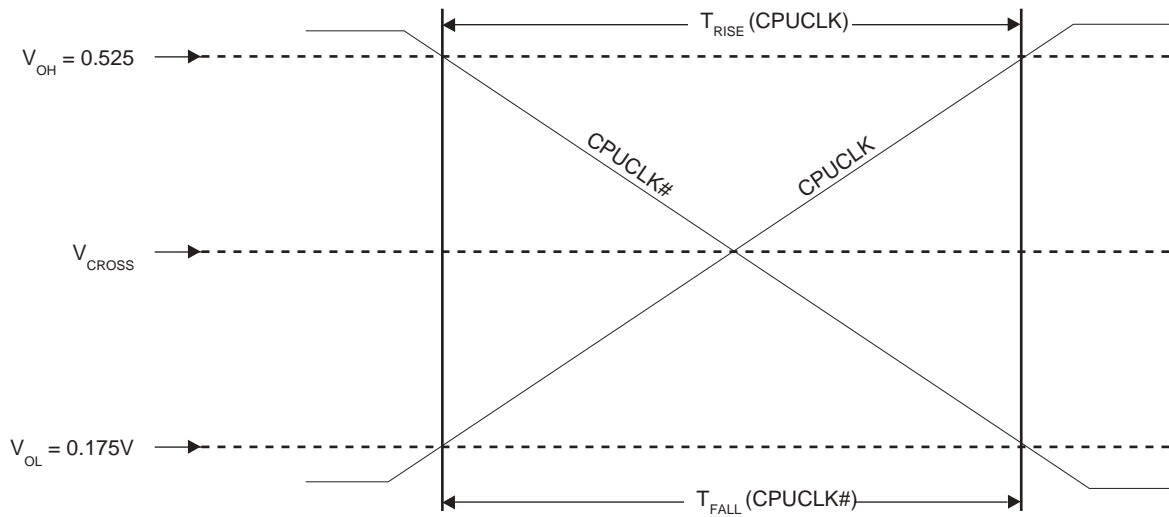 T_RISE (CPUCLK)
V_OH = 0.525
CPUCLK#
CPUCLK
V_CROSS
V_OL = 0.175V
T_FALL (CPUCLK#)